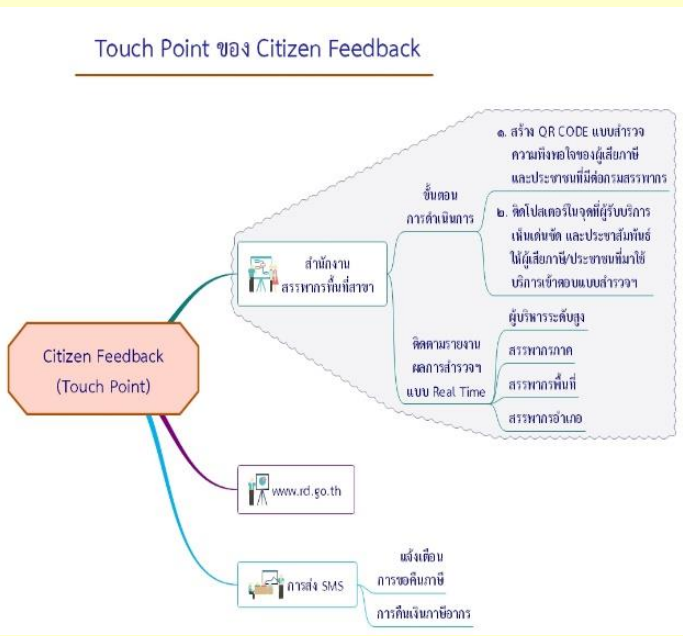 Touch Point ของ Citizen Feedback
๑. สร้าง QR CODE แบบสำรวจ
ความพึงพอใจของผู้เสียภาษี
และประชาชนที่มีต่อกรมสรรพากร
ขั้นตอน
การดำเนินการ
๒. ติดโปสเตอร์ในจุดที่ผู้รับบริการ
เห็นเด่นชัด และประชาสัมพันธ์
ให้ผู้เสียภาษี/ประชาชนที่มาใช้
บริการเข้าตอบแบบสำรวจฯ
สำนักงาน
สรรพากรพื้นที่สาขา
ติดตามรายงาน
ผลการสำรวจฯ
แบบ Real Time
ผู้บริหารระดับสูง
สรรพากรภาค
สรรพากรพื้นที่
สรรพากรอำเภอ
Citizen Feedback
(Touch Point)
www.rd.go.th
การส่ง SMS
แจ้งเตือน
การขอคืนภาษี
การคืนเงินภาษีอากร